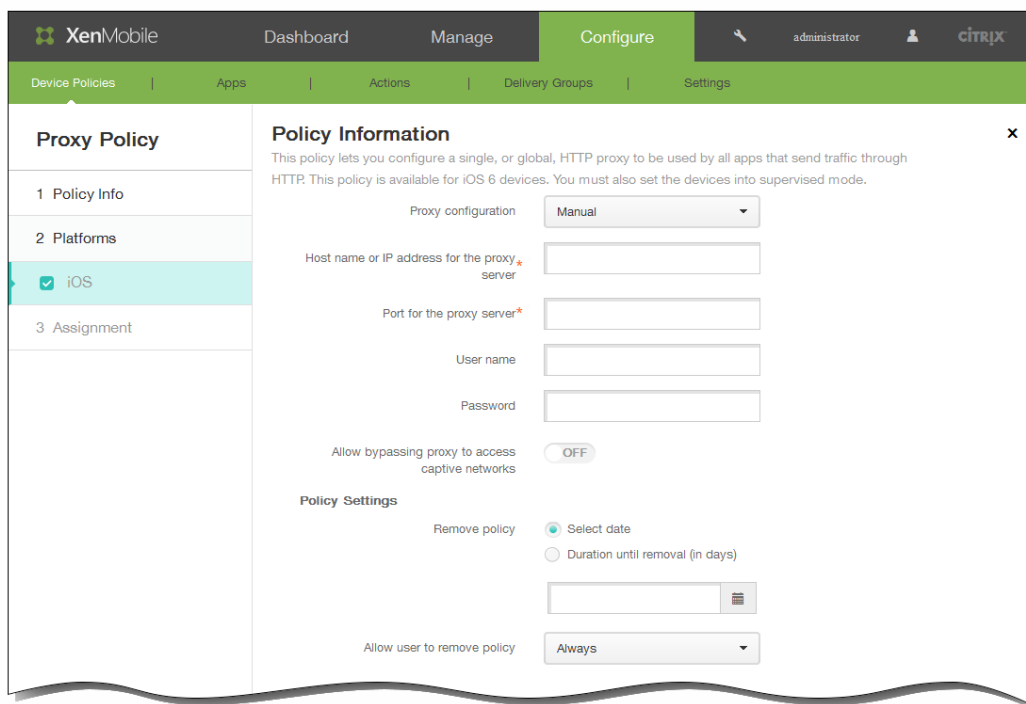 XenMobile Dashboard Manage Configure administrator CİTRIX
Device Policies | Apps | Actions | Delivery Groups | Settings
Proxy Policy
1 Policy Info
2 Platforms
iOS
3 Assignment
Policy Information
This policy lets you configure a single, or global, HTTP proxy to be used by all apps that send traffic through
HTTP. This policy is available for iOS 6 devices. You must also set the devices into supervised mode.
Proxy configuration Manual
Host name or IP address for the proxy
server*
Port for the proxy server*
User name
Password
Allow bypassing proxy to access
captive networks OFF
Policy Settings
Remove policy Select date
Duration until removal (in days)
Allow user to remove policy Always